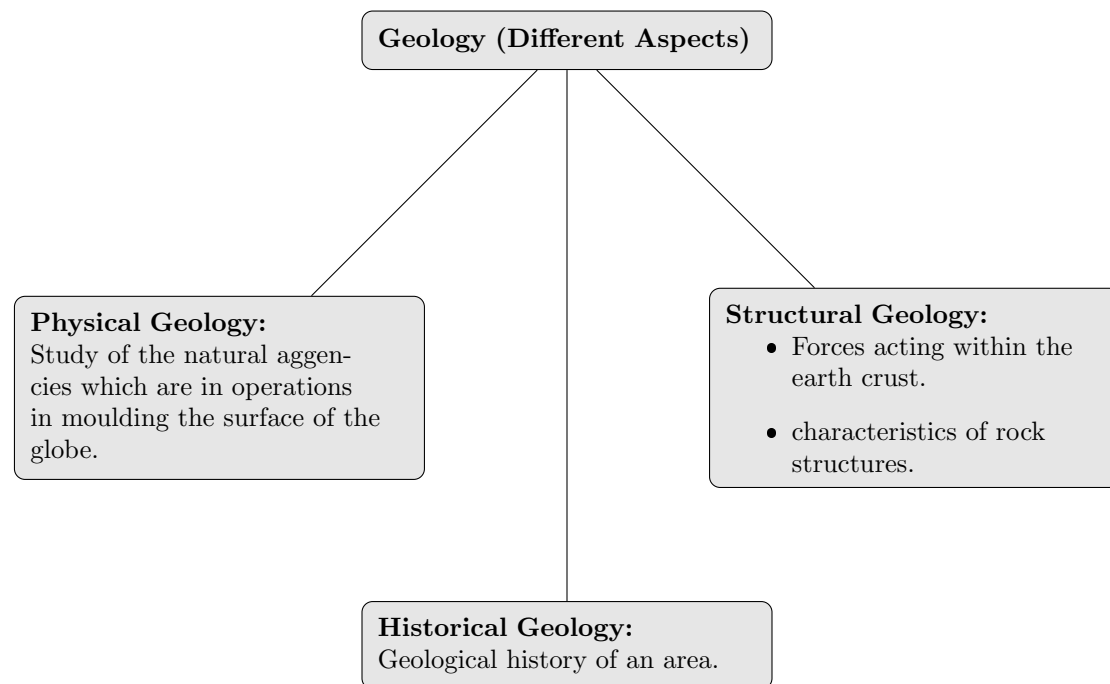 Geology (Different Aspects)
Physical Geology:
Study of the natural aggen-
cies which are in operations
in moulding the surface of the
globe.
Structural Geology:
• Forces acting within the
earth crust.
• characteristics of rock
structures.
Historical Geology:
Geological history of an area.